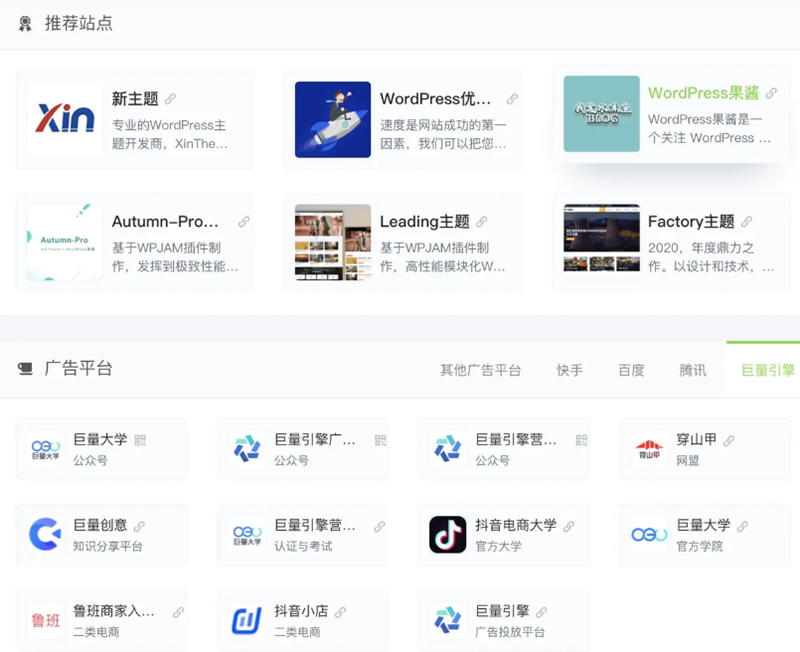 推荐站点
Xin
新主题
专业的WordPress主
题开发商，XinThe...
WordPress优...
速度是网站成功的第一
因素，我们可以把您...
BLOG
WordPress果酱
WordPress果酱是一
个关注 WordPress ...
Autumn-Pro
Autumn-Pro...
基于WPJAM插件制
作，发挥到极致性能...
Leading主题
基于WPJAM插件制
作，高性能模块化W...
Factory主题
2020，年度鼎力之
作。以设计和技术，...
广告平台
其他广告平台 快手 百度 腾讯 巨量引擎
巨量大学
巨量大学
公众号
巨量引擎广...
公众号
巨量引擎营...
公众号
穿山甲
穿山甲
网盟
巨量创意
知识分享平台
巨量大学
巨量引擎营...
认证与考试
抖音电商大学
官方大学
巨量大学
官方学院
鲁班
鲁班商家入...
二类电商
抖音小店
二类电商
巨量引擎
广告投放平台